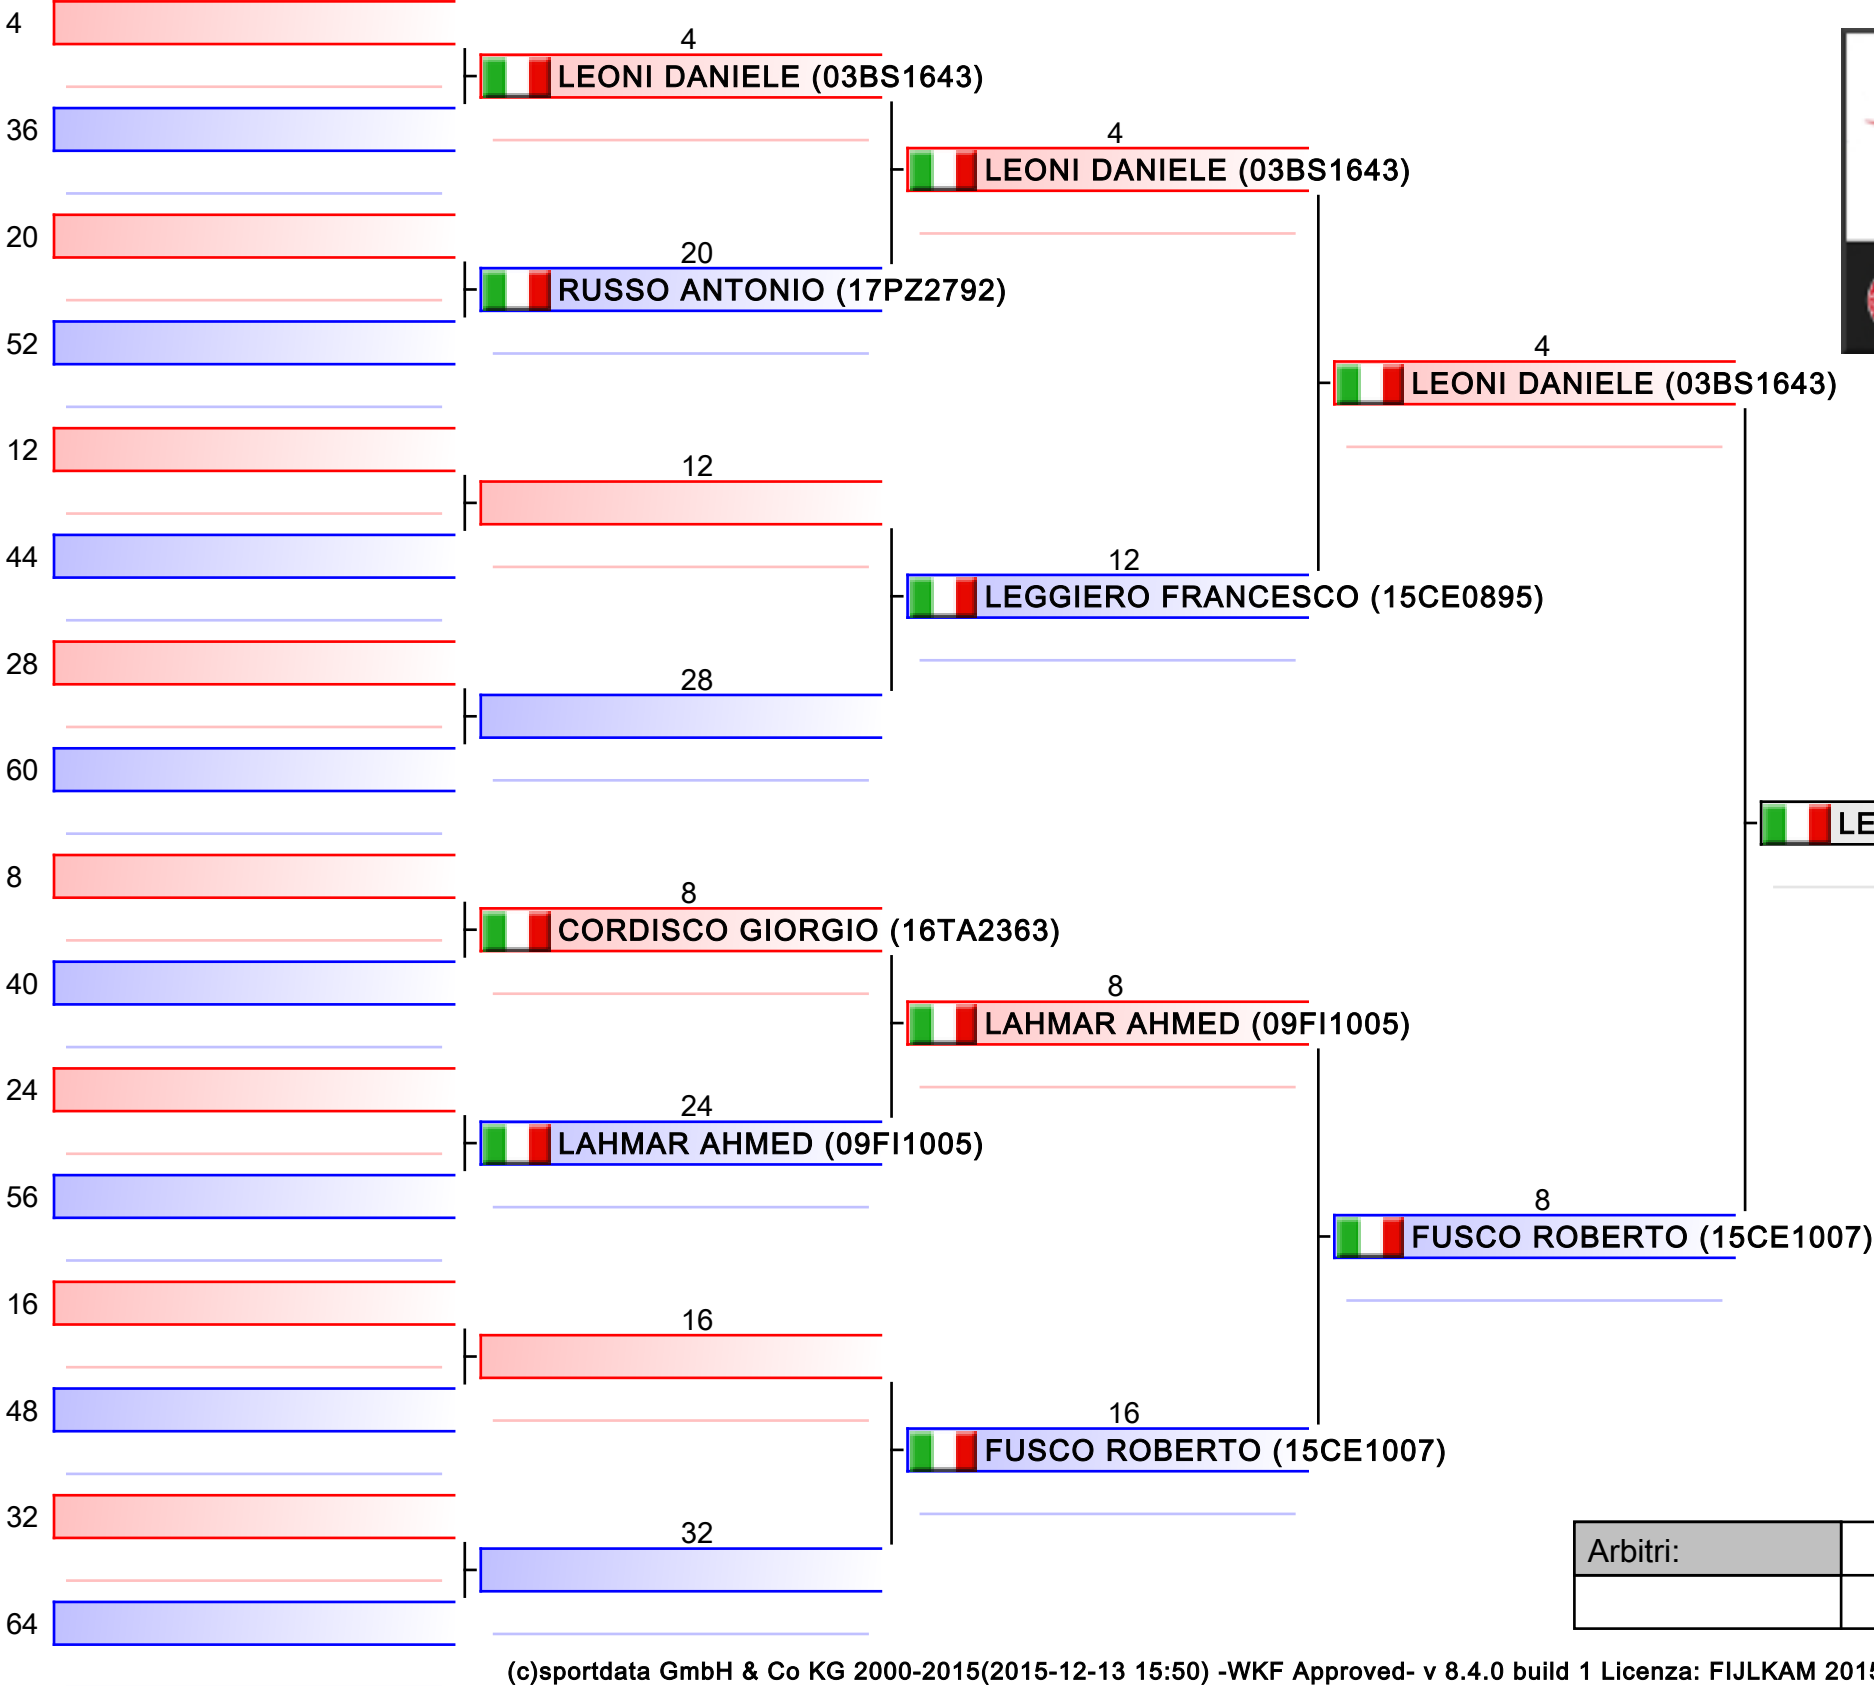 4
36
20
52
12
44
28
60
8
40
24
56
16
48
32
64
4
LEONI DANIELE (03BS1643)
20
RUSSO ANTONIO (17PZ2792)
12
28
8
CORDISCO GIORGIO (16TA2363)
24
LAHMAR AHMED (09FI1005)
16
32
4
LEONI DANIELE (03BS1643)
12
LEGGIERO FRANCESCO (15CE0895)
8
LAHMAR AHMED (09FI1005)
16
FUSCO ROBERTO (15CE1007)
4
LEONI DANIELE (03BS1643)
8
FUSCO ROBERTO (15CE1007)
LE
Arbitri:
(c)sportdata GmbH & Co KG 2000-2015(2015-12-13 15:50) -WKF Approved- v 8.4.0 build 1 Licenza: FIJLKAM 2015